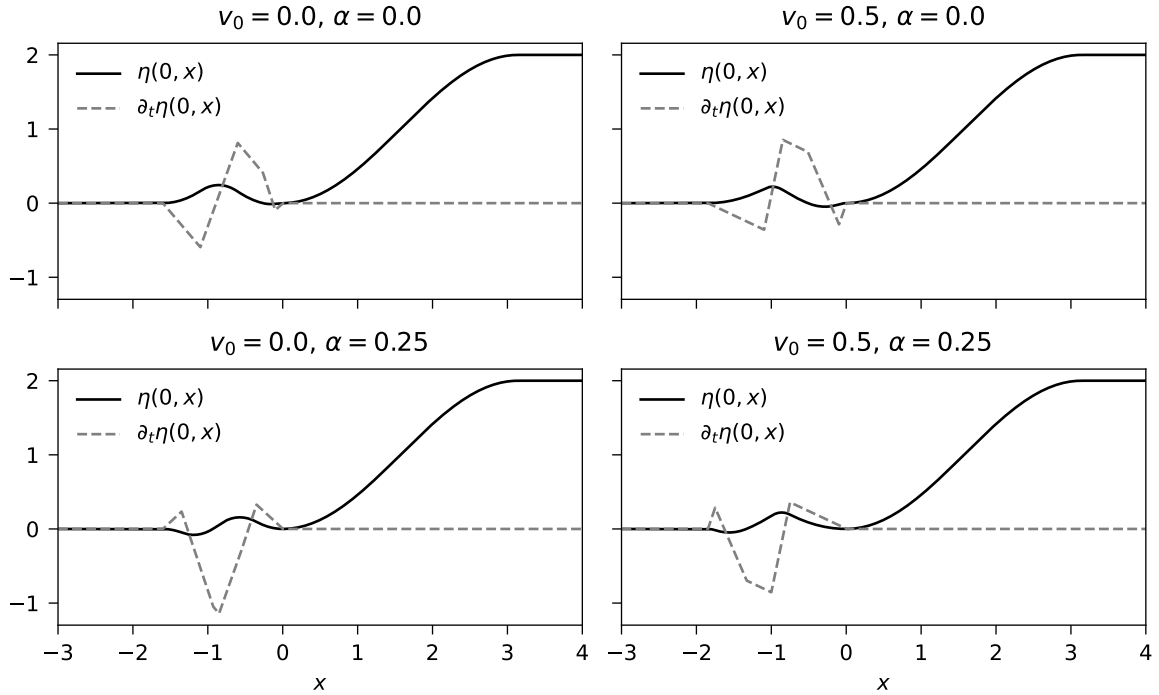 v₀ = 0.0, α = 0.0
2
1
0
−1
η(0, x)
∂ₜη(0, x)
v₀ = 0.5, α = 0.0
η(0, x)
∂ₜη(0, x)
v₀ = 0.0, α = 0.25
2
1
0
−1
η(0, x)
∂ₜη(0, x)
−3 −2 −1 0 1 2 3 4
x
v₀ = 0.5, α = 0.25
η(0, x)
∂ₜη(0, x)
−3 −2 −1 0 1 2 3 4
x